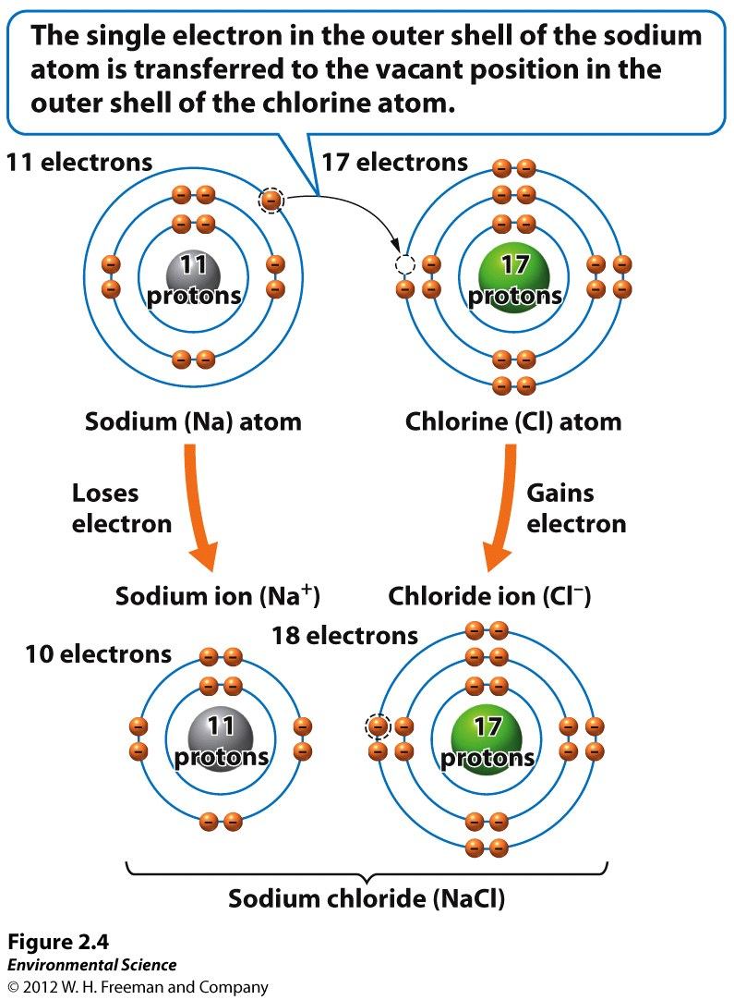 The single electron in the outer shell of the sodium
atom is transferred to the vacant position in the
outer shell of the chlorine atom.
11 electrons
17 electrons
11
protons
17
protons
Sodium (Na) atom
Chlorine (Cl) atom
Loses
electron
Gains
electron
Sodium ion (Na⁺)
Chloride ion (Cl⁻)
10 electrons
18 electrons
11
protons
17
protons
Sodium chloride (NaCl)
Figure 2.4
Environmental Science
© 2012 W. H. Freeman and Company